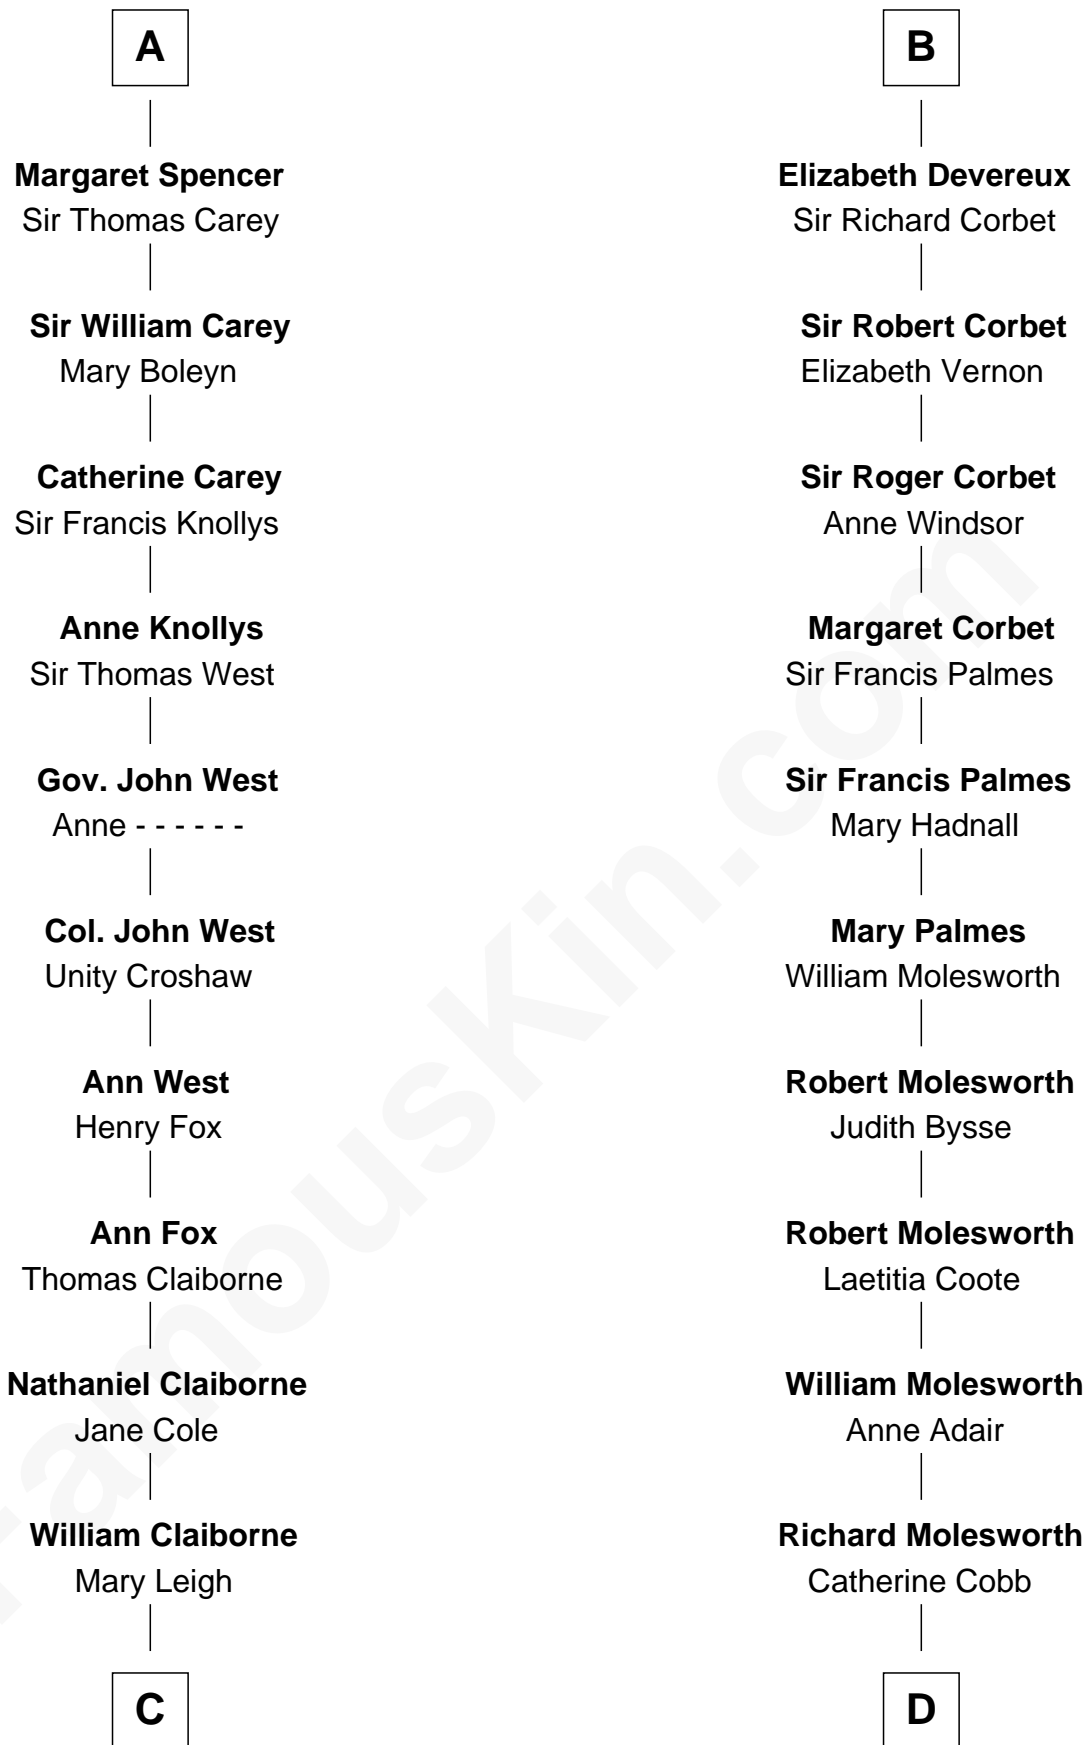 A
Margaret Spencer
Sir Thomas Carey
Sir William Carey
Mary Boleyn
Catherine Carey
Sir Francis Knollys
Anne Knollys
Sir Thomas West
Gov. John West
Anne - - - - - -
Col. John West
Unity Croshaw
Ann West
Henry Fox
Ann Fox
Thomas Claiborne
Nathaniel Claiborne
Jane Cole
William Claiborne
Mary Leigh
C
B
Elizabeth Devereux
Sir Richard Corbet
Sir Robert Corbet
Elizabeth Vernon
Sir Roger Corbet
Anne Windsor
Margaret Corbet
Sir Francis Palmes
Sir Francis Palmes
Mary Hadnall
Mary Palmes
William Molesworth
Robert Molesworth
Judith Bysse
Robert Molesworth
Laetitia Coote
William Molesworth
Anne Adair
Richard Molesworth
Catherine Cobb
D
FamousKin.com